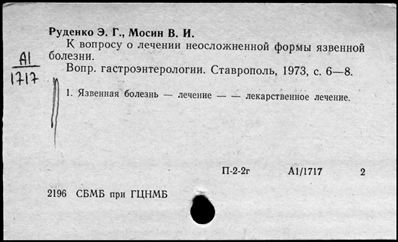 Руденко Э. Г., Мосин В. И.
К вопросу о лечении неосложненной формы язвенной
болезни.
Вопр. гастроэнтерологии. Ставрополь, 1973, с. 6—8.
А1
1717
1. Язвенная болезнь — лечение — — лекарственное лечение.
П-2-2г А1/1717 2
2196 СБМБ при ГЦНМБ